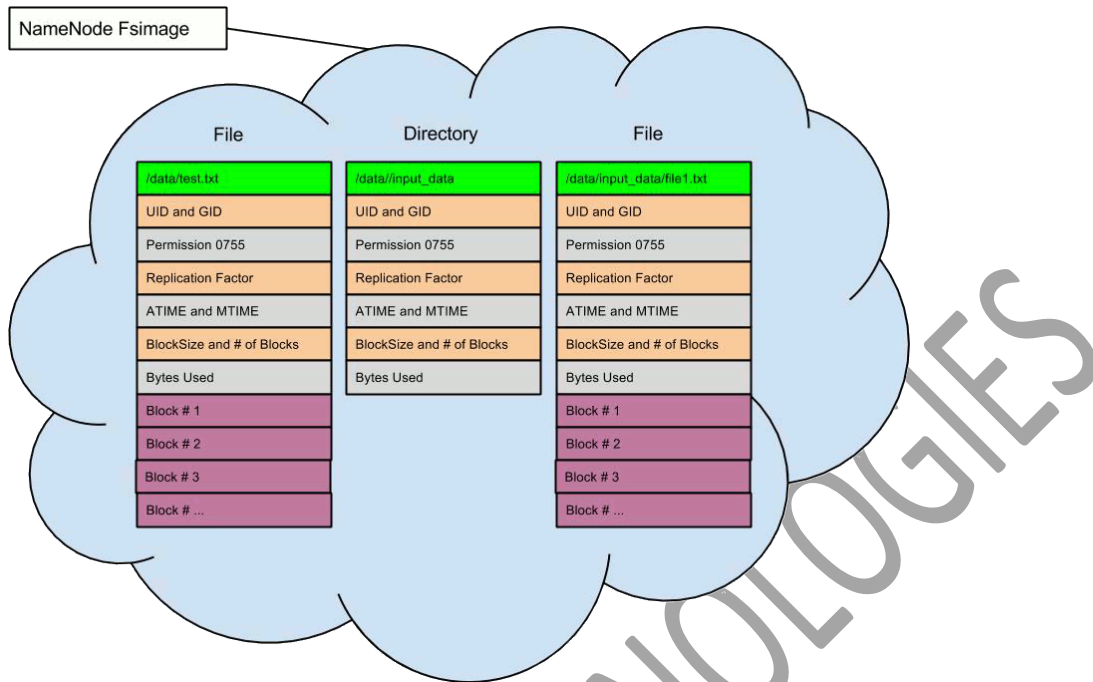 NameNode Fsimage
File
/data/test.txt
UID and GID
Permission 0755
Replication Factor
ATIME and MTIME
BlockSize and # of Blocks
Bytes Used
Block # 1
Block # 2
Block # 3
Block # ...
Directory
/data//input_data
UID and GID
Permission 0755
Replication Factor
ATIME and MTIME
BlockSize and # of Blocks
Bytes Used
File
/data/input_data/file1.txt
UID and GID
Permission 0755
Replication Factor
ATIME and MTIME
BlockSize and # of Blocks
Bytes Used
Block # 1
Block # 2
Block # 3
Block # ...